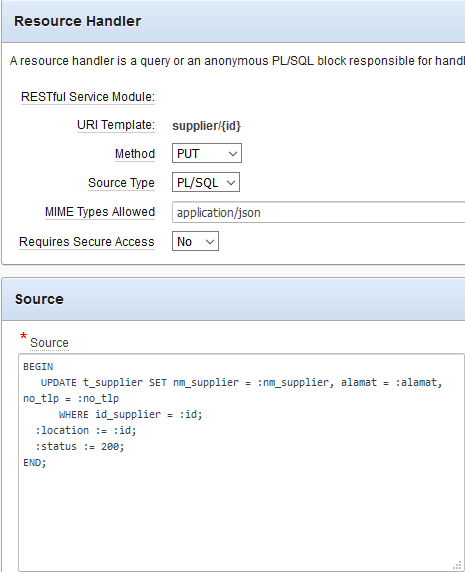 Resource Handler
A resource handler is a query or an anonymous PL/SQL block responsible for handl
RESTful Service Module:
URI Template: supplier/{id}
Method PUT
Source Type PL/SQL
MIME Types Allowed application/json
Requires Secure Access No
Source
* Source
BEGIN
UPDATE t_supplier SET nm_supplier = :nm_supplier, alamat = :alamat,
no_tlp = :no_tlp
WHERE id_supplier = :id;
:location := :id;
:status := 200;
END;